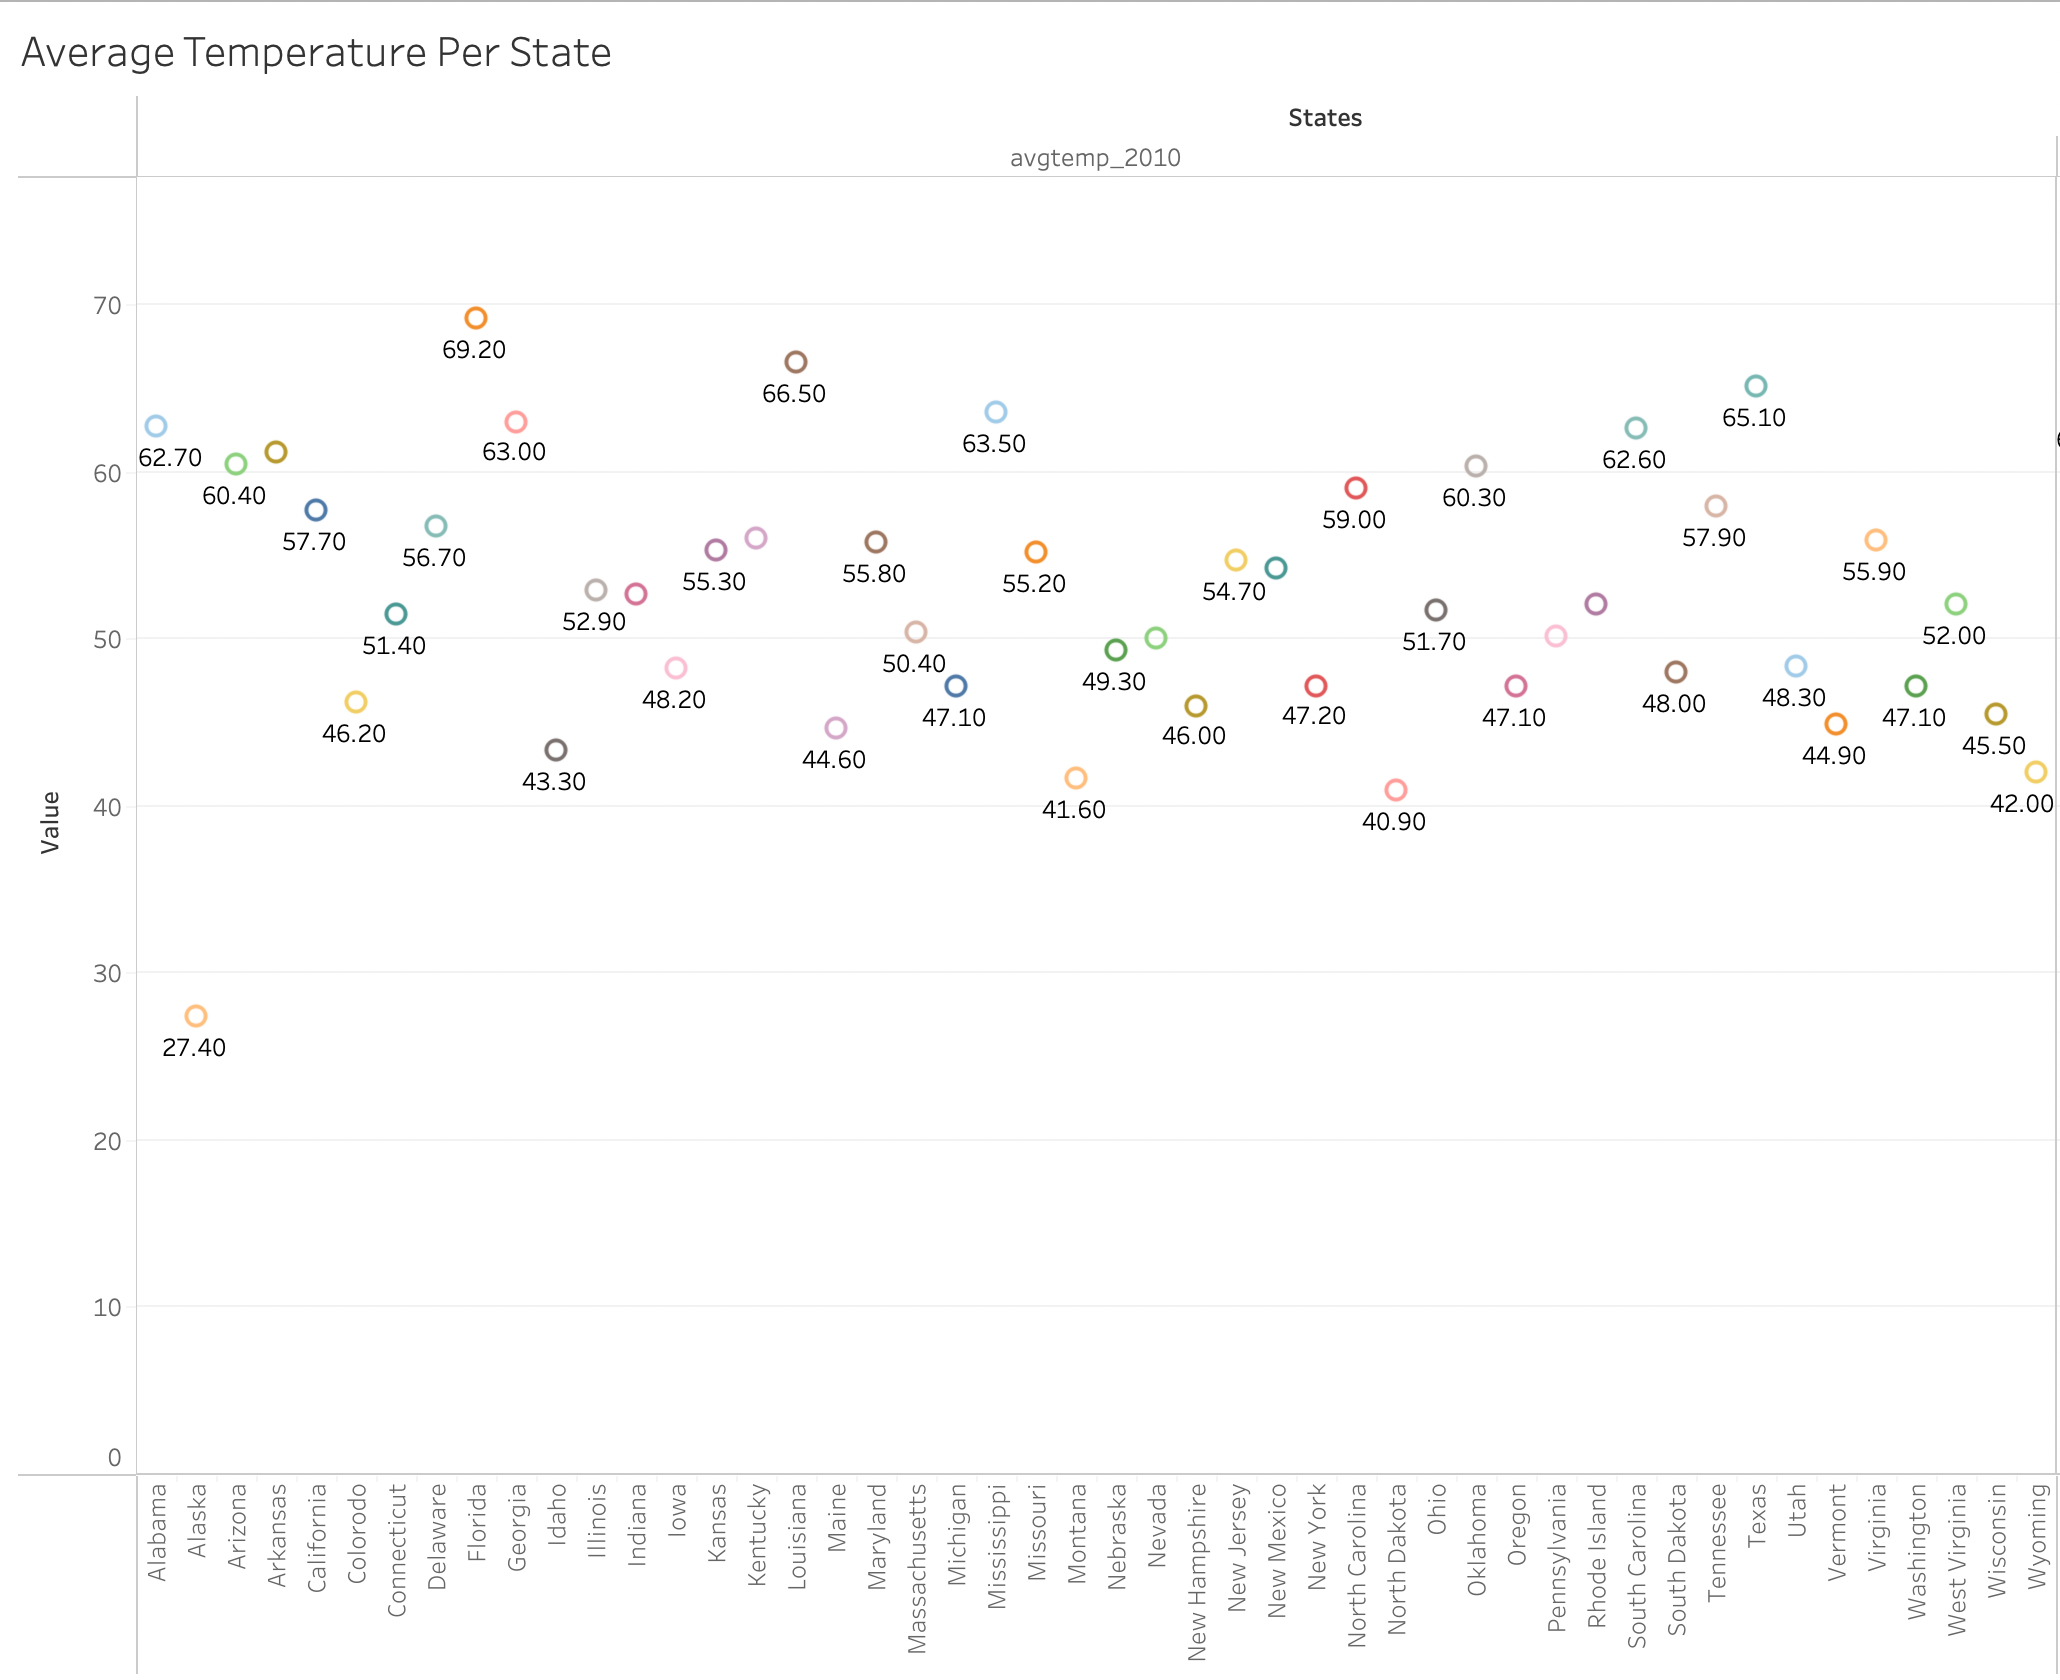 Average Temperature Per State
States
avgtemp_2010
70
69.20
66.50
65.10
63.50
63.00
62.70
62.60
60
60.40
60.30
59.00
57.70
57.90
56.70
55.30
55.80
55.20
54.70
55.90
52.90
52.00
51.40
51.70
50
50.40
49.30
48.20
48.30
48.00
47.10
47.20
47.10
47.10
46.20
46.00
45.50
44.60
44.90
43.30
42.00
41.60
40.90
40
Value
30
27.40
20
10
0
Alabama
Alaska
Arizona
Arkansas
California
Colorodo
Connecticut
Delaware
Florida
Georgia
Idaho
Illinois
Indiana
Iowa
Kansas
Kentucky
Louisiana
Maine
Maryland
Massachusetts
Michigan
Mississippi
Missouri
Montana
Nebraska
Nevada
New Hampshire
New Jersey
New Mexico
New York
North Carolina
North Dakota
Ohio
Oklahoma
Oregon
Pennsylvania
Rhode Island
South Carolina
South Dakota
Tennessee
Texas
Utah
Vermont
Virginia
Washington
West Virginia
Wisconsin
Wyoming